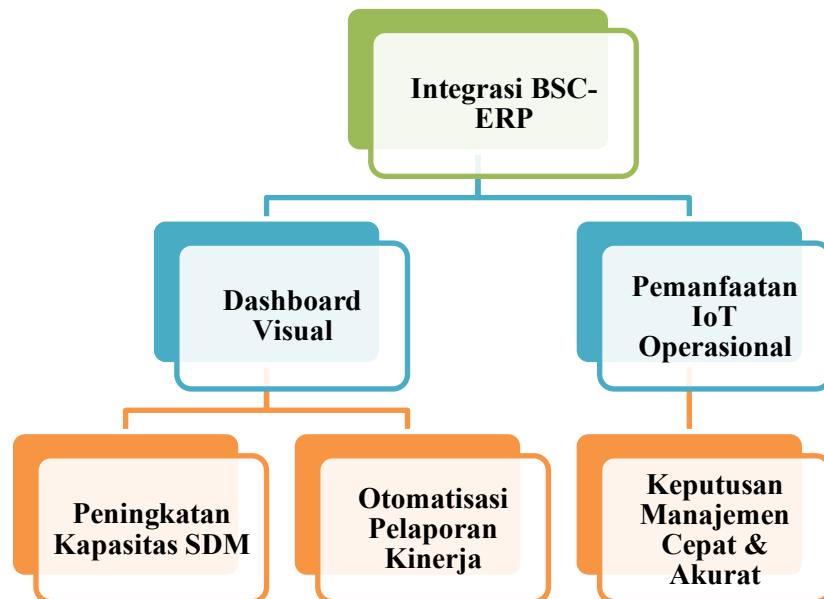 Integrasi BSC-
ERP
Dashboard
Visual
Pemanfaatan
IoT
Operasional
Peningkatan
Kapasitas SDM
Otomatisasi
Pelaporan
Kinerja
Keputusan
Manajemen
Cepat &
Akurat